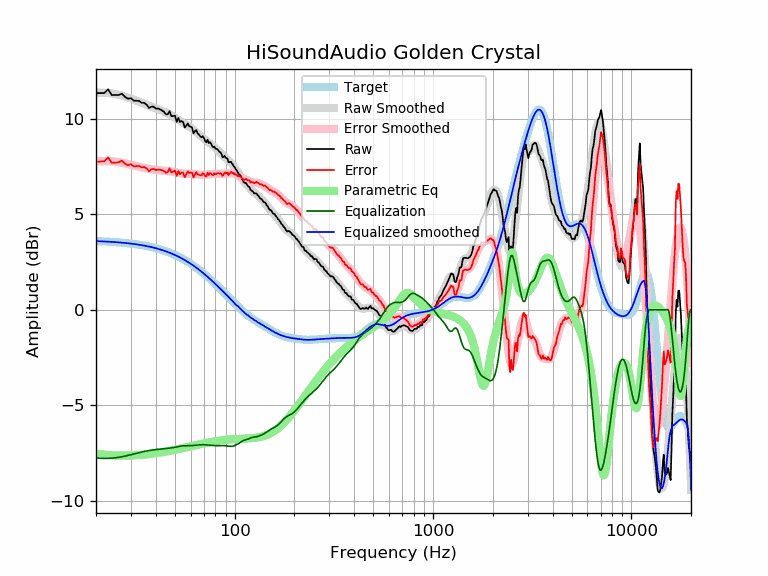 HiSoundAudio Golden Crystal
Target
Raw Smoothed
Error Smoothed
Raw
Error
Parametric Eq
Equalization
Equalized smoothed
Amplitude (dBr)
10
5
0
−5
−10
100
1000
10000
Frequency (Hz)